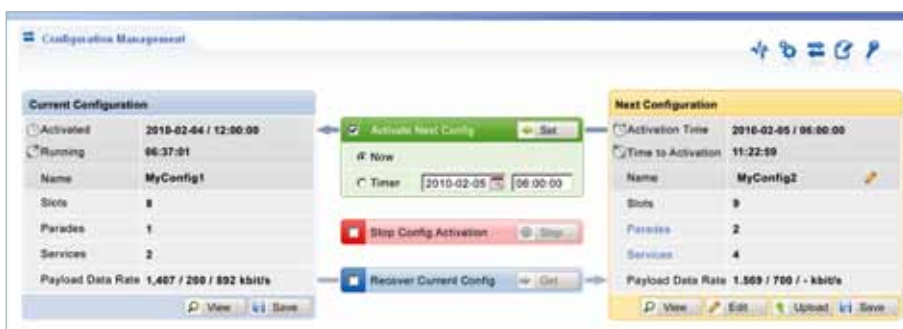 Configuration Management
Current Configuration
Activated 2010-02-04 / 12:00:00
Running 06:37:01
Name MyConfig1
Slots 8
Parades 1
Services 2
Payload Data Rate 1,407 / 260 / 892 kbit/s
View Save
Activate Next Config Set
Now
Timer 2010-02-05 06:00:00
Stop Config Activation Stop
Recover Current Config Get
Next Configuration
Activation Time 2010-02-05 / 06:00:00
Time to Activation 11:22:59
Name MyConfig2
Slots 9
Parades 2
Services 4
Payload Data Rate 1.569 / 700 / - kbit/s
View Edit Upload Save